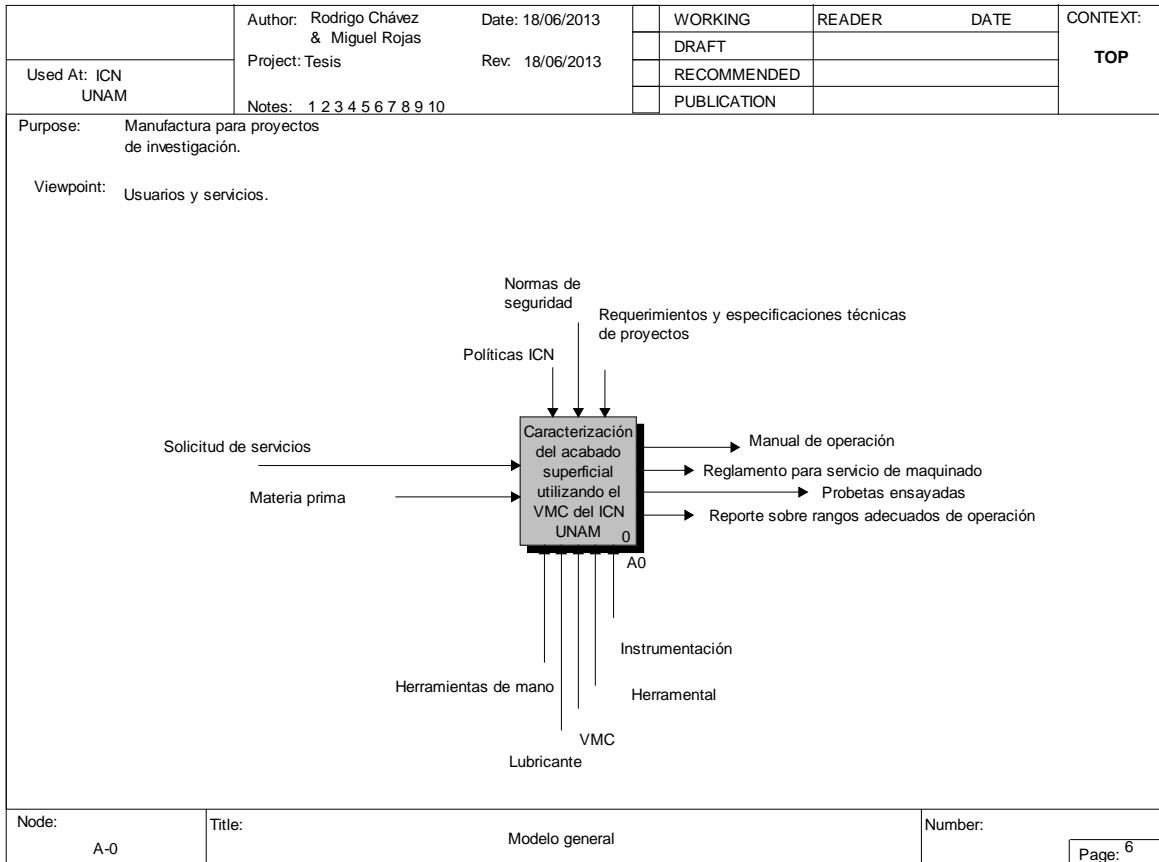 Author: Rodrigo Chávez
& Miguel Rojas
Date: 18/06/2013
WORKING
READER
DATE
CONTEXT:
DRAFT
TOP
Project: Tesis
Rev: 18/06/2013
Used At: ICN
UNAM
RECOMMENDED
Notes: 1 2 3 4 5 6 7 8 9 10
PUBLICATION
Purpose: Manufactura para proyectos
de investigación.
Viewpoint: Usuarios y servicios.
Normas de
seguridad
Requerimientos y especificaciones técnicas
de proyectos
Políticas ICN
Solicitud de servicios
Materia prima
Caracterización
del acabado
superficial
utilizando el
VMC del ICN
UNAM
0
A0
Manual de operación
Reglamento para servicio de maquinado
Probetas ensayadas
Reporte sobre rangos adecuados de operación
Instrumentación
Herramientas de mano
Herramental
VMC
Lubricante
Node:
A-0
Title:
Modelo general
Number:
Page: 6